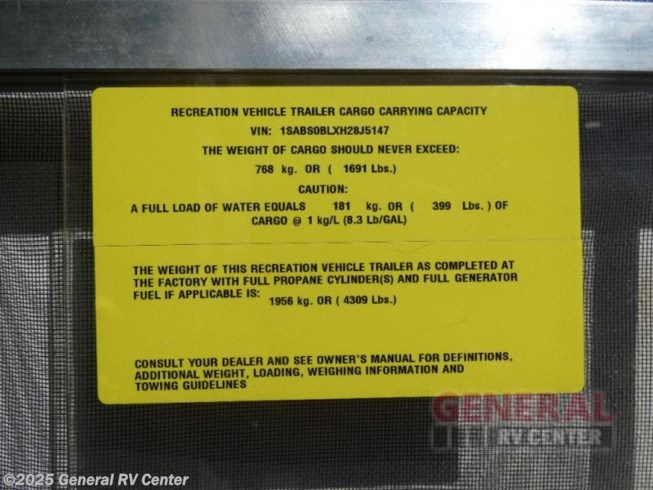 RECREATION VEHICLE TRAILER CARGO CARRYING CAPACITY
VIN: 1SABS0BLXH28J5147
THE WEIGHT OF CARGO SHOULD NEVER EXCEED:
768 kg. OR ( 1691 Lbs.)
CAUTION:
A FULL LOAD OF WATER EQUALS 181 kg. OR ( 399 Lbs. ) OF
CARGO @ 1 kg/L (8.3 Lb/GAL)
THE WEIGHT OF THIS RECREATION VEHICLE TRAILER AS COMPLETED AT
THE FACTORY WITH FULL PROPANE CYLINDER(S) AND FULL GENERATOR
FUEL IF APPLICABLE IS: 1956 kg. OR ( 4309 Lbs.)
CONSULT YOUR DEALER AND SEE OWNER'S MANUAL FOR DEFINITIONS,
ADDITIONAL WEIGHT, LOADING, WEIGHING INFORMATION AND
TOWING GUIDELINES
GENERAL
RV CENTER
©2025 General RV Center